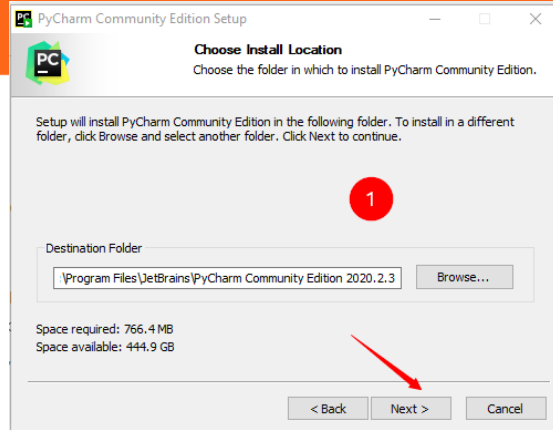 PyCharm Community Edition Setup
PC
Choose Install Location
Choose the folder in which to install PyCharm Community Edition.
Setup will install PyCharm Community Edition in the following folder. To install in a different
folder, click Browse and select another folder. Click Next to continue.
1
Destination Folder
:\Program Files\JetBrains\PyCharm Community Edition 2020.2.3
Browse...
Space required: 766.4 MB
Space available: 444.9 GB
< Back
Next >
Cancel